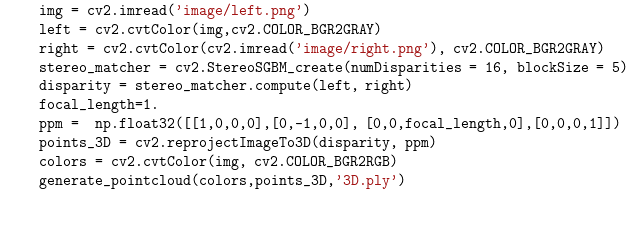 img = cv2.imread('image/left.png')
left = cv2.cvtColor(img,cv2.COLOR_BGR2GRAY)
right = cv2.cvtColor(cv2.imread('image/right.png'), cv2.COLOR_BGR2GRAY)
stereo_matcher = cv2.StereoSGBM_create(numDisparities = 16, blockSize = 5)
disparity = stereo_matcher.compute(left, right)
focal_length=1.
ppm =  np.float32([[1,0,0,0],[0,-1,0,0], [0,0,focal_length,0],[0,0,0,1]])
points_3D = cv2.reprojectImageTo3D(disparity, ppm)
colors = cv2.cvtColor(img, cv2.COLOR_BGR2RGB)
generate_pointcloud(colors,points_3D,'3D.ply')